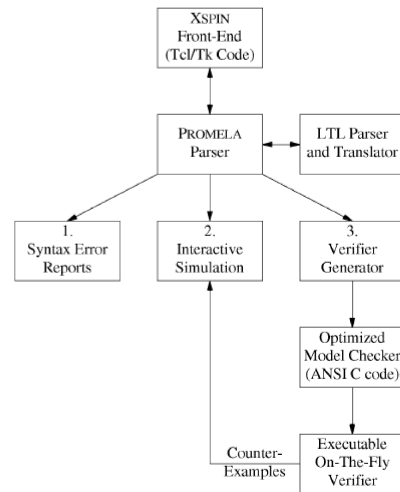 XSPIN
Front-End
(Tcl/Tk Code)
PROMELA
Parser
LTL Parser
and Translator
1.
Syntax Error
Reports
2.
Interactive
Simulation
3.
Verifier
Generator
Optimized
Model Checker
(ANSI C code)
Counter-
Examples
Executable
On-The-Fly
Verifier